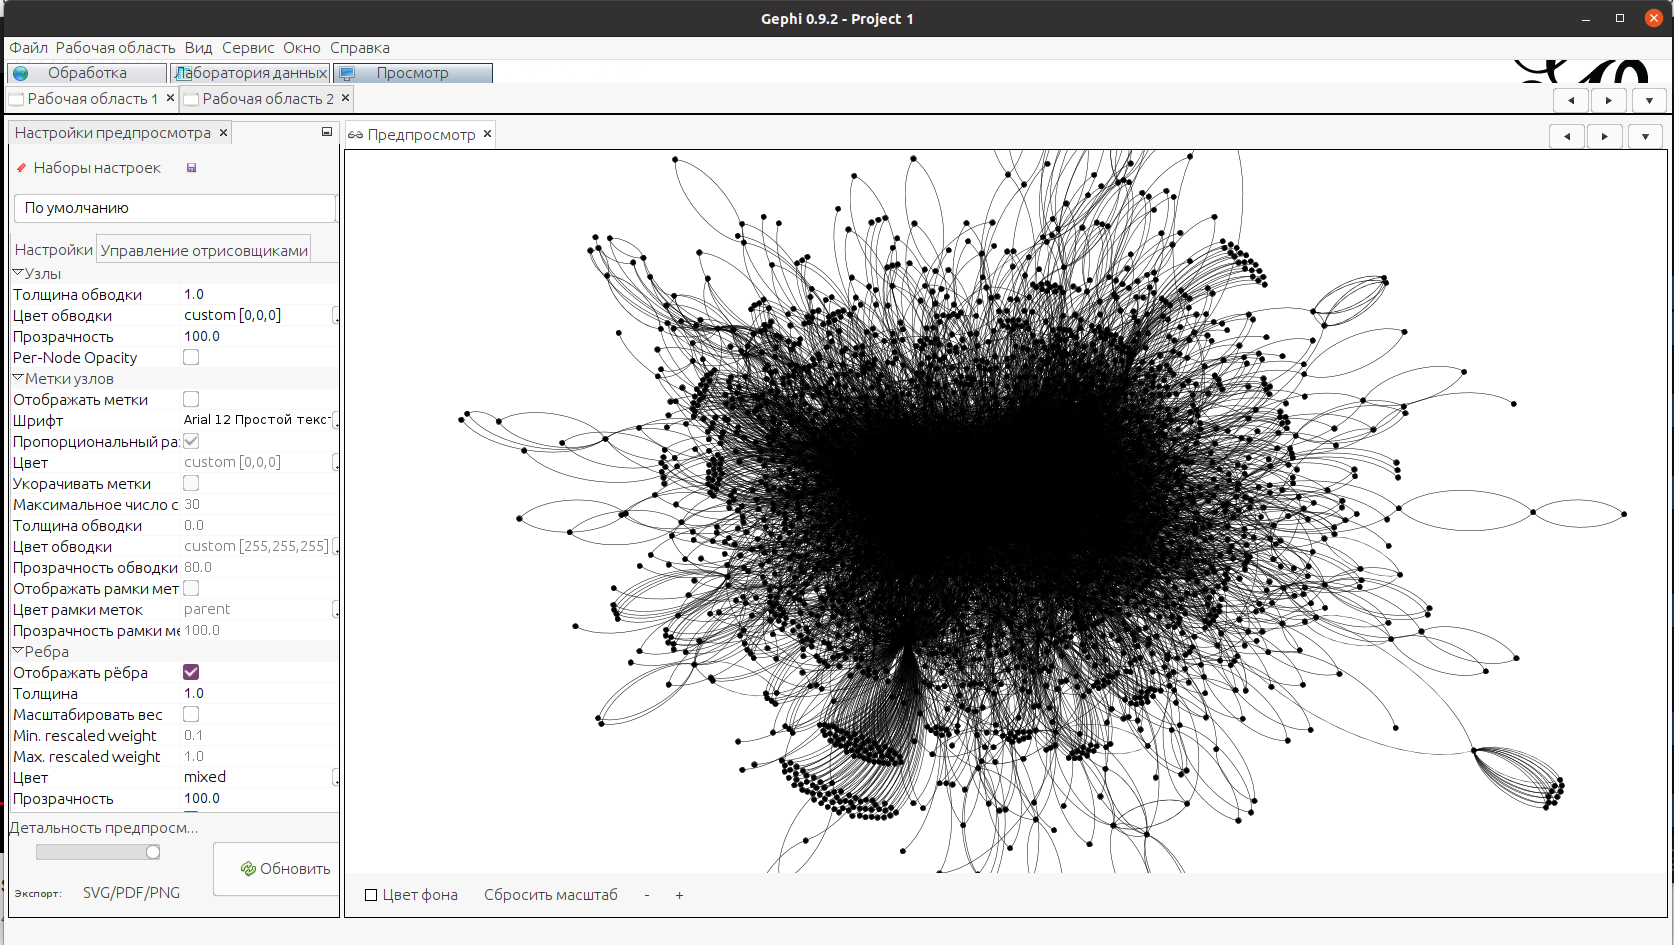 Gephi 0.9.2 - Project 1
Файл Рабочая область Вид Сервис Окно Справка
Обработка Лаборатория данных Просмотр
Рабочая область 1 Рабочая область 2
Настройки предпросмотра Предпросмотр
Наборы настроек
По умолчанию
Настройки Управление отрисовщиками
Узлы
Толщина обводки 1.0
Цвет обводки custom [0,0,0]
Прозрачность 100.0
Per-Node Opacity
Метки узлов
Отображать метки
Шрифт Arial 12 Простой текс
Пропорциональный ра
Цвет custom [0,0,0]
Укорачивать метки
Максимальное число с 30
Толщина обводки 0.0
Цвет обводки custom [255,255,255]
Прозрачность обводки 80.0
Отображать рамки мет
Цвет рамки меток parent
Прозрачность рамки ме 100.0
Ребра
Отображать рёбра
Толщина 1.0
Масштабировать вес
Min. rescaled weight 0.1
Max. rescaled weight 1.0
Цвет mixed
Прозрачность 100.0
Детальность предпросм...
Обновить
Экспорт: SVG/PDF/PNG
Цвет фона Сбросить масштаб - +